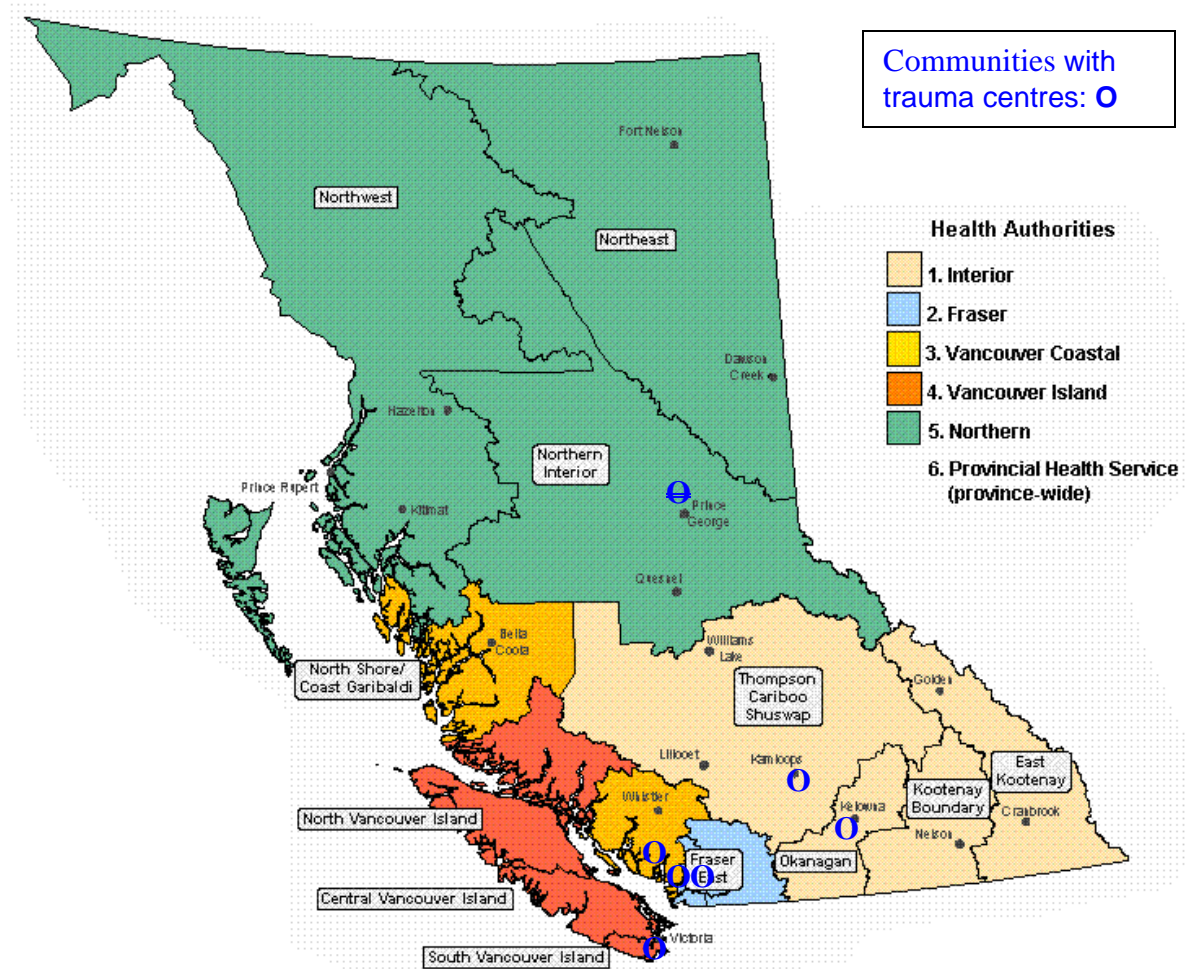 Communities with
trauma centres: O
Fort Nelson
Northwest
Northeast
Health Authorities
1. Interior
2. Fraser
3. Vancouver Coastal
4. Vancouver Island
5. Northern
6. Provincial Health Service
(province-wide)
Dawson
Creek
Hazelton
Northern
Interior
Prince Rupert
Kitimat
O
Prince
George
Quesnel
Bella
Coola
Williams
Lake
North Shore/
Coast Garibaldi
Thompson
Cariboo
Shuswap
Golden
Lillooet
Kamloops
O
East
Kootenay
Kootenay
Boundary
Whistler
Kelowna
O
Cranbrook
North Vancouver Island
Nelson
O
Fraser
East
O O
Okanagan
Central Vancouver Island
Victoria
O
South Vancouver Island